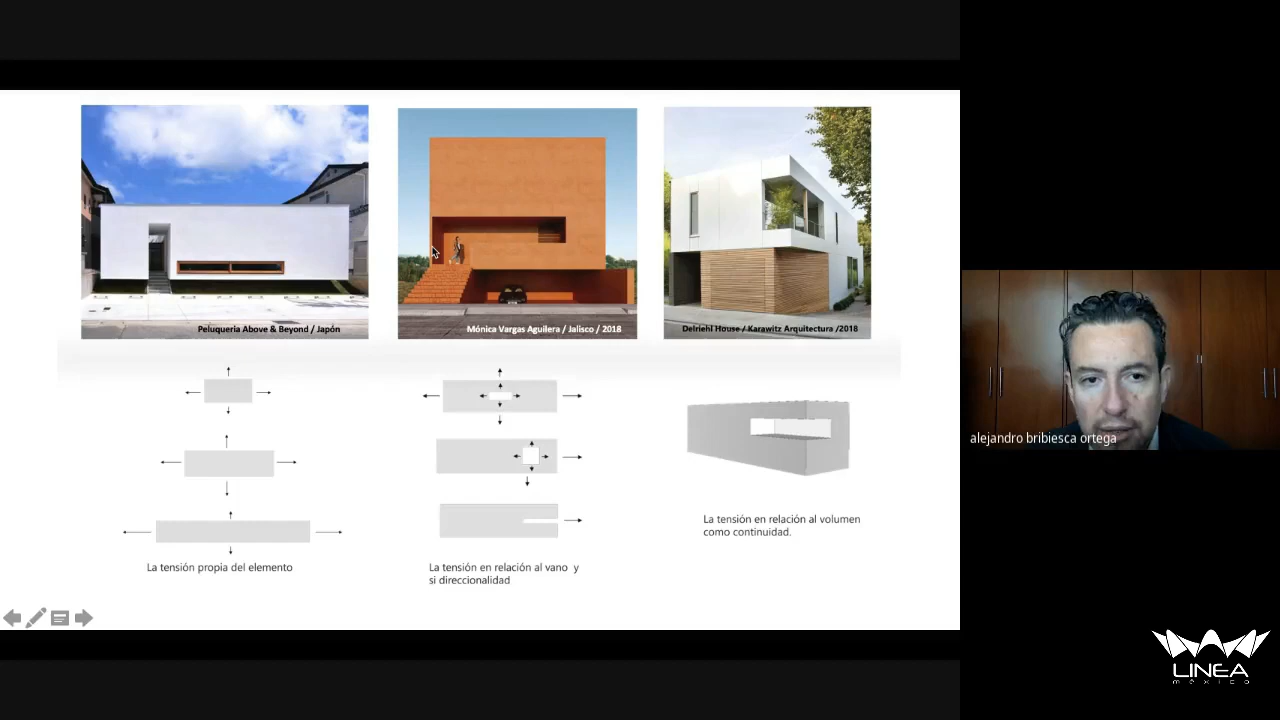 Peluqueria Above & Beyond / Japón
Mónica Vargas Aguilera / Jalisco / 2018
Delriehl House / Karawitz Arquitectura /2018
La tensión propia del elemento
La tensión en relación al vano y
si direccionalidad
La tensión en relación al volumen
como continuidad.
alejandro bribiesca ortega
LINEA
méxico